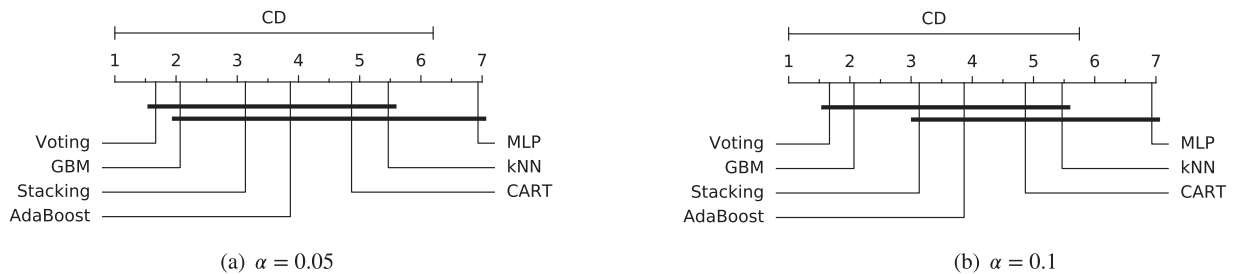 CD
1 2 3 4 5 6 7
Voting MLP
GBM kNN
Stacking CART
AdaBoost
(a) α = 0.05
CD
1 2 3 4 5 6 7
Voting MLP
GBM kNN
Stacking CART
AdaBoost
(b) α = 0.1